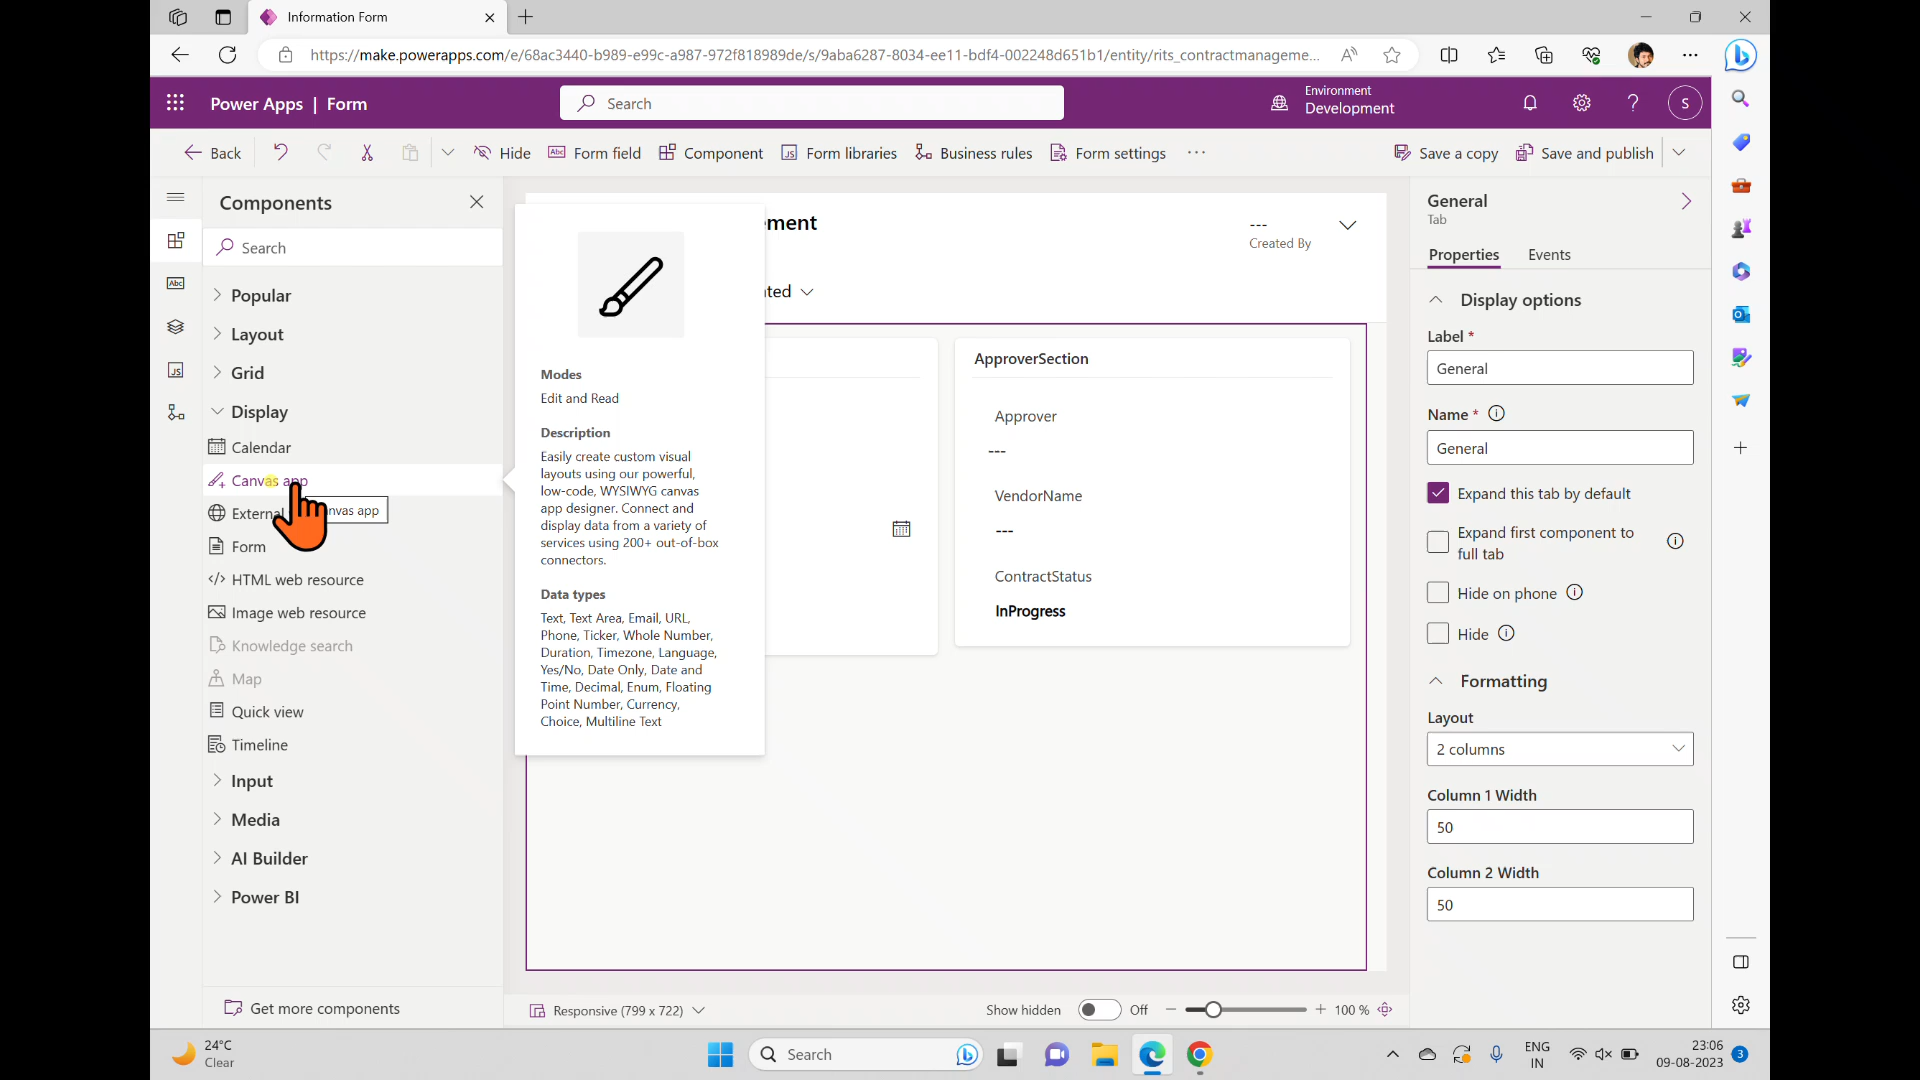 Information Form
https://make.powerapps.com/e/68ac3440-b989-e99c-a987-972f818989de/s/9aba6287-8034-ee11-bdf4-002248d651b1/entity/rits_contractmanageme...
Power Apps | Form
Search
Environment
Development
S
Back
Hide
Abc
Form field
Component
JS
Form libraries
Business rules
Form settings
Save a copy
Save and publish
Components
Search
Popular
Layout
Grid
Display
Calendar
Canvas app
External
Canvas app
Form
HTML web resource
Image web resource
Knowledge search
Map
Quick view
Timeline
Input
Media
AI Builder
Power BI
Get more components
Abc
JS
Modes
Edit and Read
Description
Easily create custom visual
layouts using our powerful,
low-code, WYSIWYG canvas
app designer. Connect and
display data from a variety of
services using 200+ out-of-box
connectors.
Data types
Text, Text Area, Email, URL,
Phone, Ticker, Whole Number,
Duration, Timezone, Language,
Yes/No, Date Only, Date and
Time, Decimal, Enum, Floating
Point Number, Currency,
Choice, Multiline Text
ement
---
Created By
ated
ApproverSection
Approver
---
VendorName
---
ContractStatus
InProgress
Responsive (799 x 722)
Show hidden
Off
100 %
General
Tab
Properties
Events
Display options
Label *
General
Name *
General
Expand this tab by default
Expand first component to
full tab
Hide on phone
Hide
Formatting
Layout
2 columns
Column 1 Width
50
Column 2 Width
50
24°C
Clear
Search
ENG
IN
23:06
09-08-2023
3